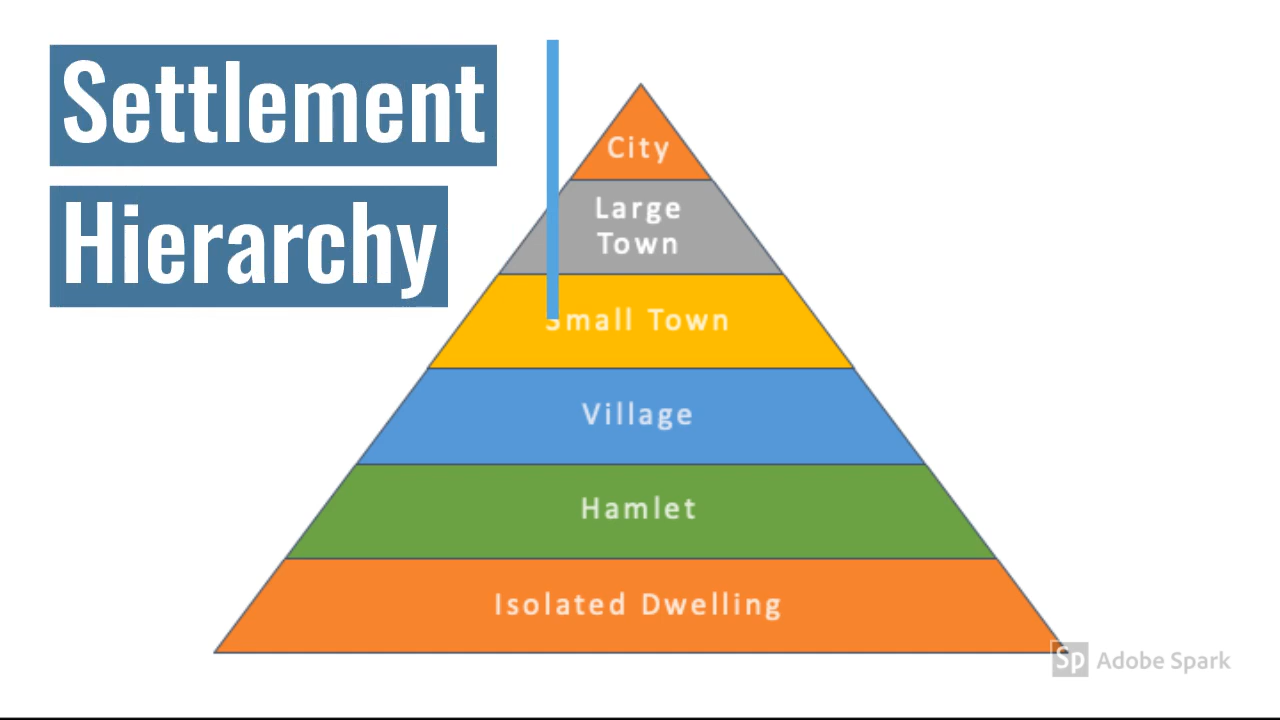 Settlement
Hierarchy
City
Large
Town
Small Town
Village
Hamlet
Isolated Dwelling
Sp Adobe Spark